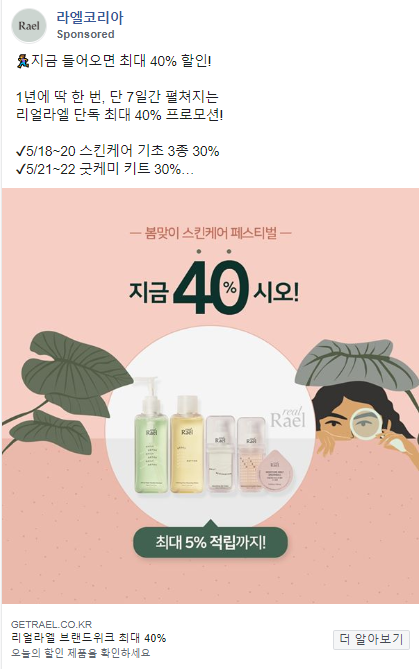 Rael
라엘코리아
Sponsored
지금 들어오면 최대 40% 할인!
1년에 딱 한 번, 단 7일간 펼쳐지는
리얼라엘 단독 최대 40% 프로모션!
✓5/18~20 스킨케어 기초 3종 30%
✓5/21~22 굿케미 키트 30%…
— 봄맞이 스킨케어 페스티벌 —
지금 40% 시오!
real
Rael
Rael
Rael
최대 5% 적립까지!
GETRAEL.CO.KR
리얼라엘 브랜드위크 최대 40%
오늘의 할인 제품을 확인하세요
더 알아보기